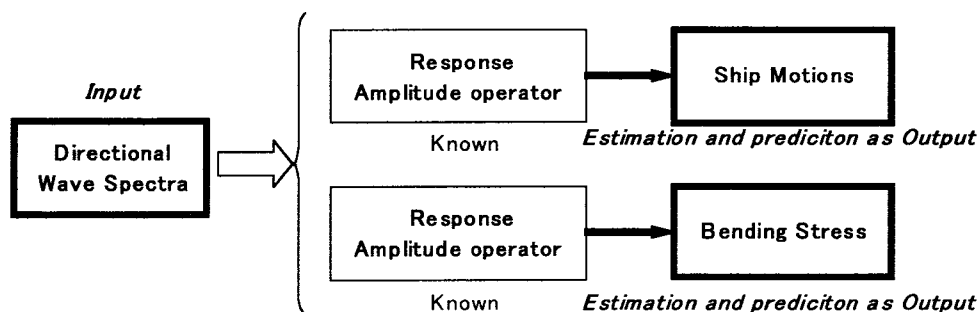 Input
Directional
Wave Spectra
Response
Amplitude operator
Known
Ship Motions
Estimation and prediciton as Output
Response
Amplitude operator
Known
Bending Stress
Estimation and prediciton as Output